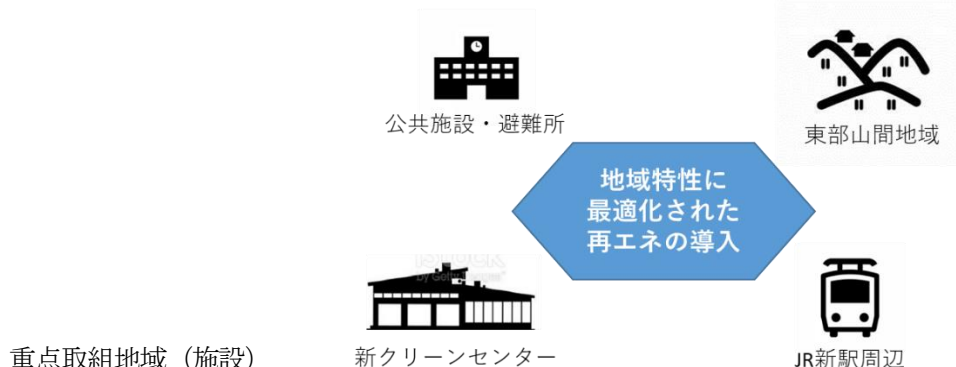 公共施設・避難所
東部山間地域
地域特性に
最適化された
再エネの導入
重点取組地域（施設）
新クリーンセンター
JR新駅周辺